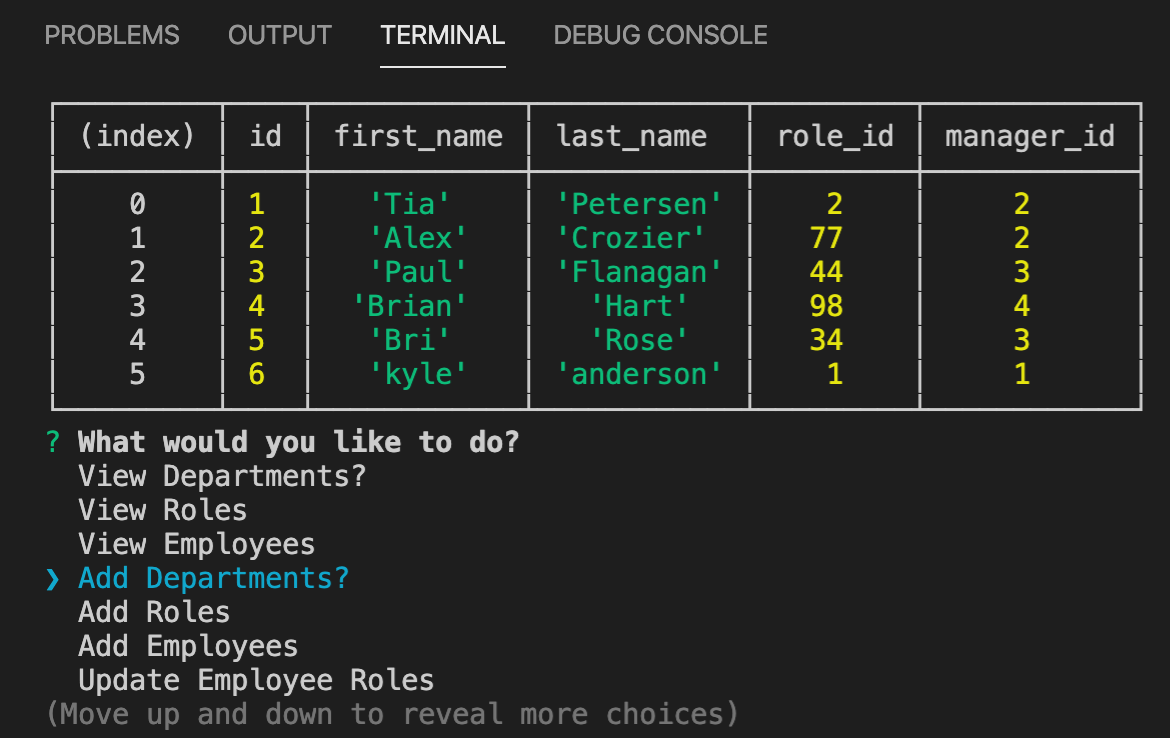 PROBLEMS OUTPUT TERMINAL DEBUG CONSOLE
(index) id first_name last_name role_id manager_id
0 1 'Tia' 'Petersen' 2 2
1 2 'Alex' 'Crozier' 77 2
2 3 'Paul' 'Flanagan' 44 3
3 4 'Brian' 'Hart' 98 4
4 5 'Bri' 'Rose' 34 3
5 6 'kyle' 'anderson' 1 1
? What would you like to do?
View Departments?
View Roles
View Employees
❯ Add Departments?
Add Roles
Add Employees
Update Employee Roles
(Move up and down to reveal more choices)